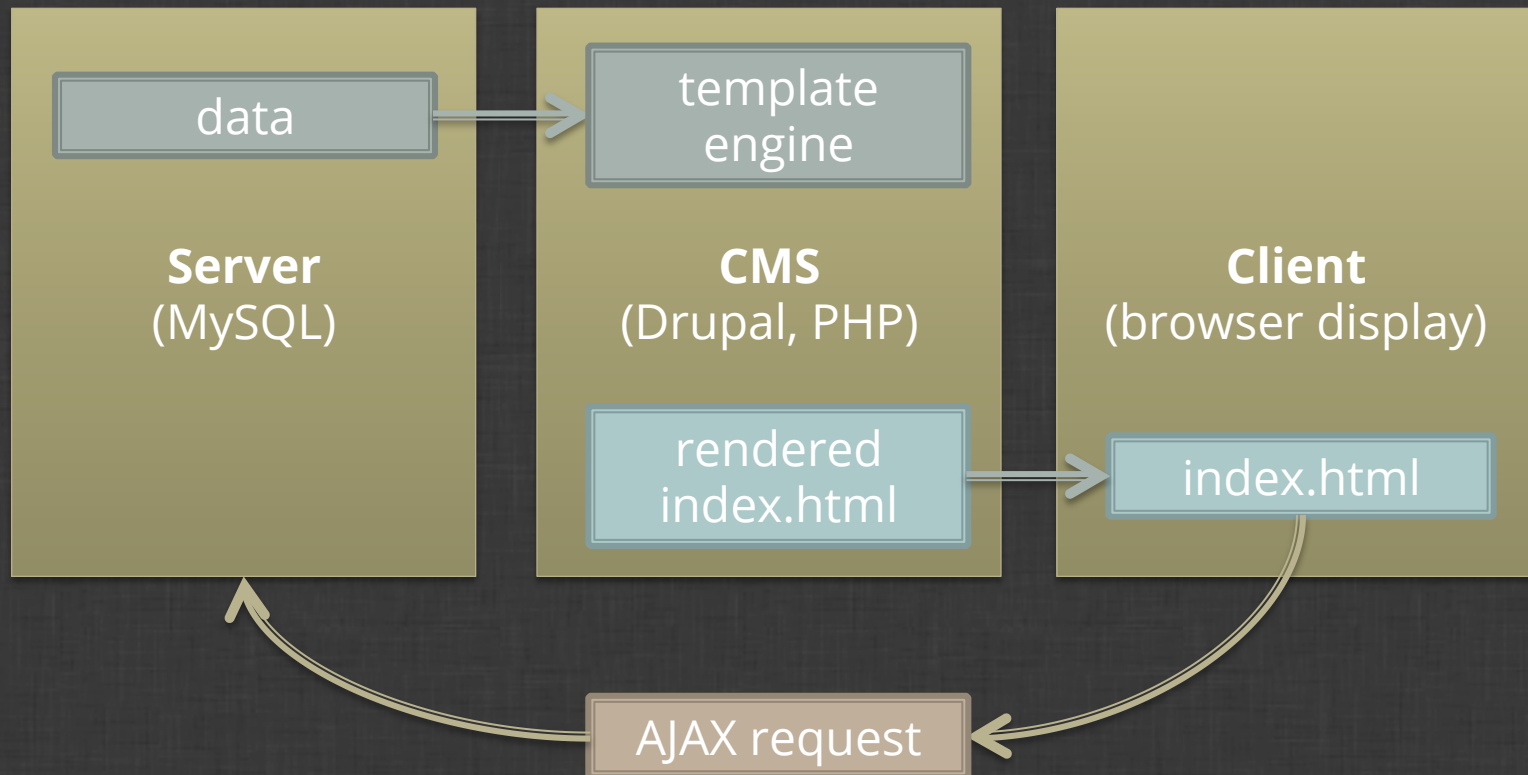 data
Server
(MySQL)
template
engine
CMS
(Drupal, PHP)
rendered
index.html
Client
(browser display)
index.html
AJAX request